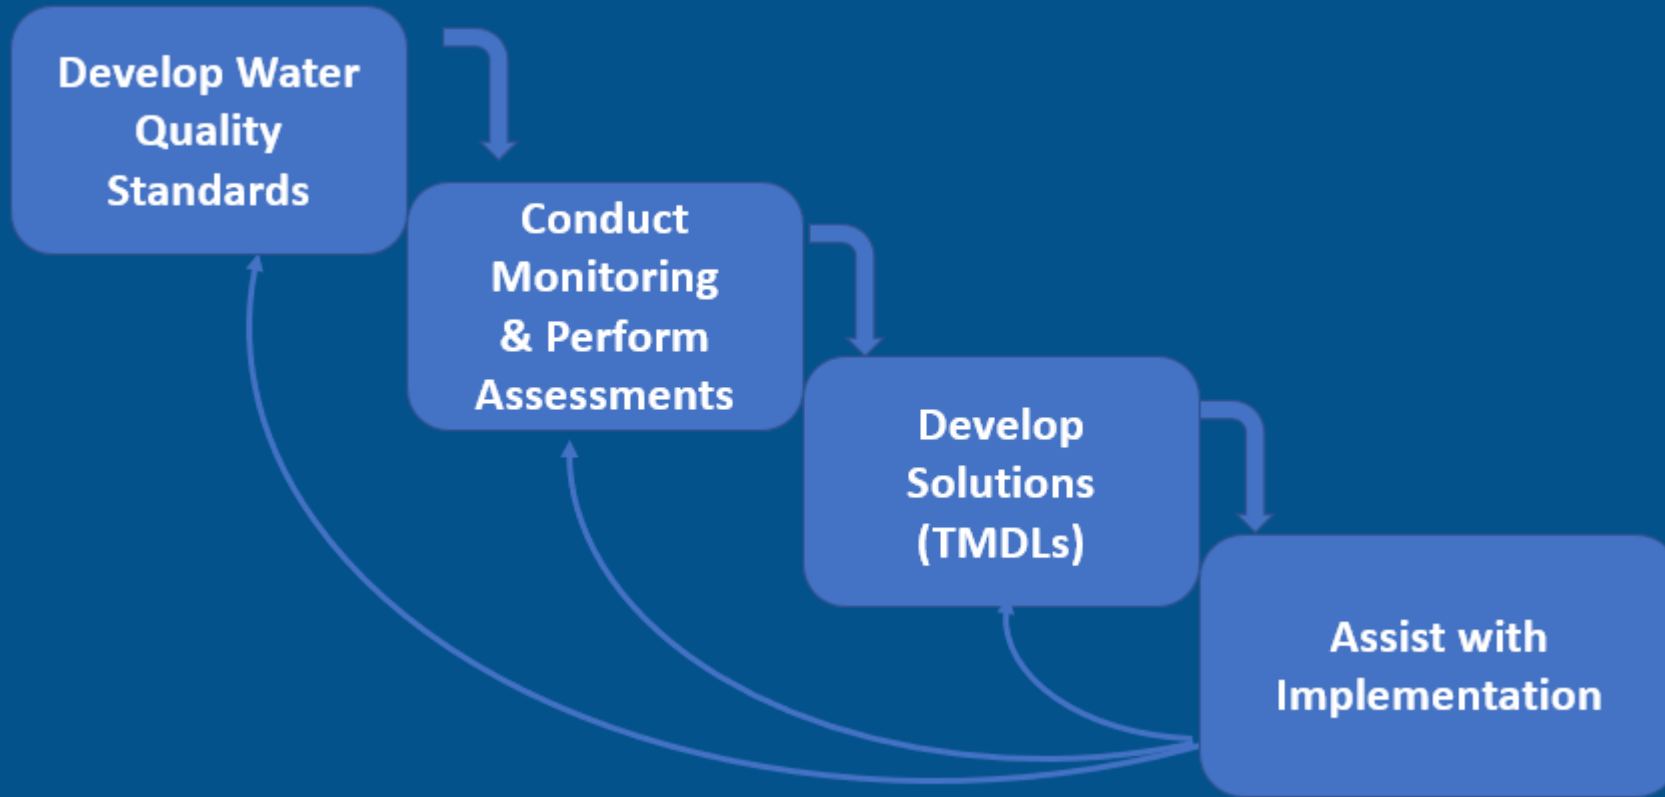 Develop Water
Quality
Standards
Conduct
Monitoring
& Perform
Assessments
Develop
Solutions
(TMDLs)
Assist with
Implementation